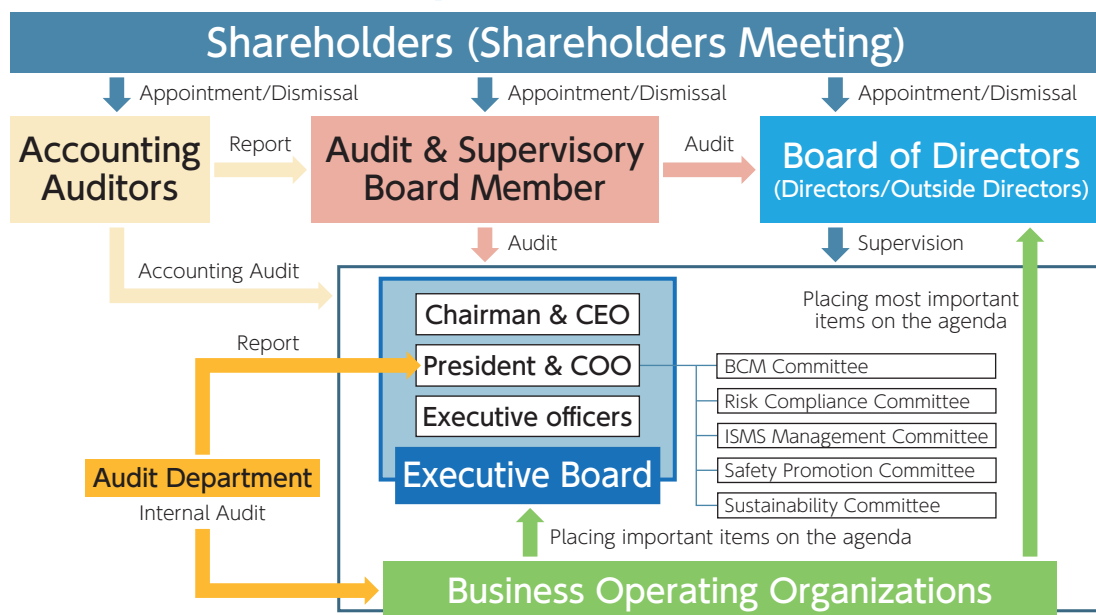 Shareholders (Shareholders Meeting)
Appointment/Dismissal
Appointment/Dismissal
Appointment/Dismissal
Accounting
Auditors
Report
Audit & Supervisory
Board Member
Audit
Board of Directors
(Directors/Outside Directors)
Audit
Supervision
Accounting Audit
Placing most important
items on the agenda
Chairman & CEO
Report
President & COO
Executive officers
Executive Board
BCM Committee
Risk Compliance Committee
ISMS Management Committee
Safety Promotion Committee
Sustainability Committee
Audit Department
Internal Audit
Placing important items on the agenda
Business Operating Organizations